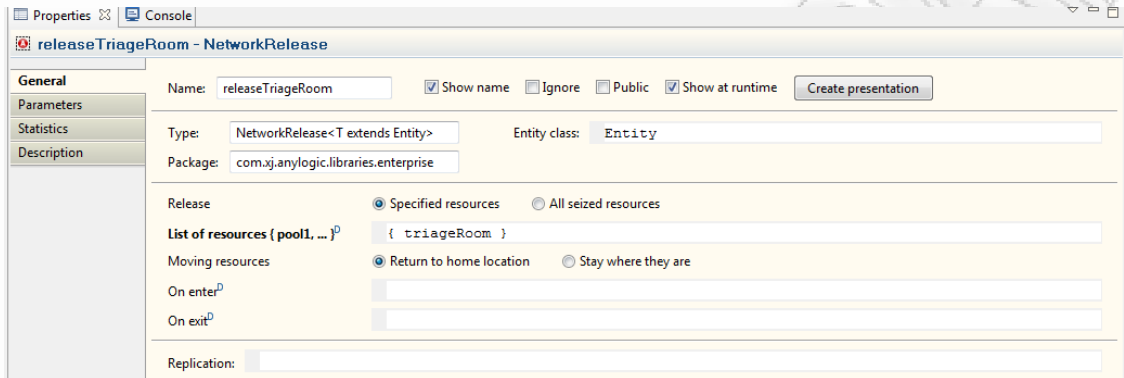 Properties Console
releaseTriageRoom - NetworkRelease
General
Parameters
Statistics
Description
Name: releaseTriageRoom Show name Ignore Public Show at runtime Create presentation
Type: NetworkRelease<T extends Entity> Entity class: Entity
Package: com.xj.anylogic.libraries.enterprise
Release Specified resources All seized resources
List of resources { pool1, ... }D { triageRoom }
Moving resources Return to home location Stay where they are
On enterD
On exitD
Replication: